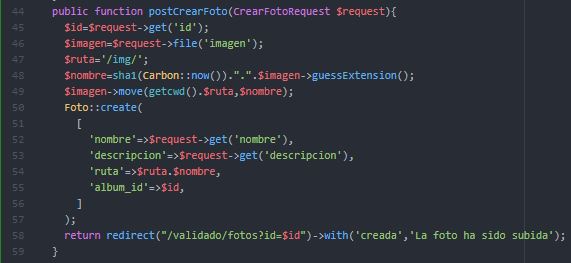 44 public function postCrearFoto(CrearFotoRequest $request){
45 $id=$request->get('id');
46 $imagen=$request->file('imagen');
47 $ruta='/img/';
48 $nombre=sha1(Carbon::now()).".".$imagen->guessExtension();
49 $imagen->move(getcwd().$ruta,$nombre);
50 Foto::create(
51 [
52 'nombre'=>$request->get('nombre'),
53 'descripcion'=>$request->get('descripcion'),
54 'ruta'=>$ruta.$nombre,
55 'album_id'=>$id,
56 ]
57 );
58 return redirect("/validado/fotos?id=$id")->with('creada','La foto ha sido subida');
59 }